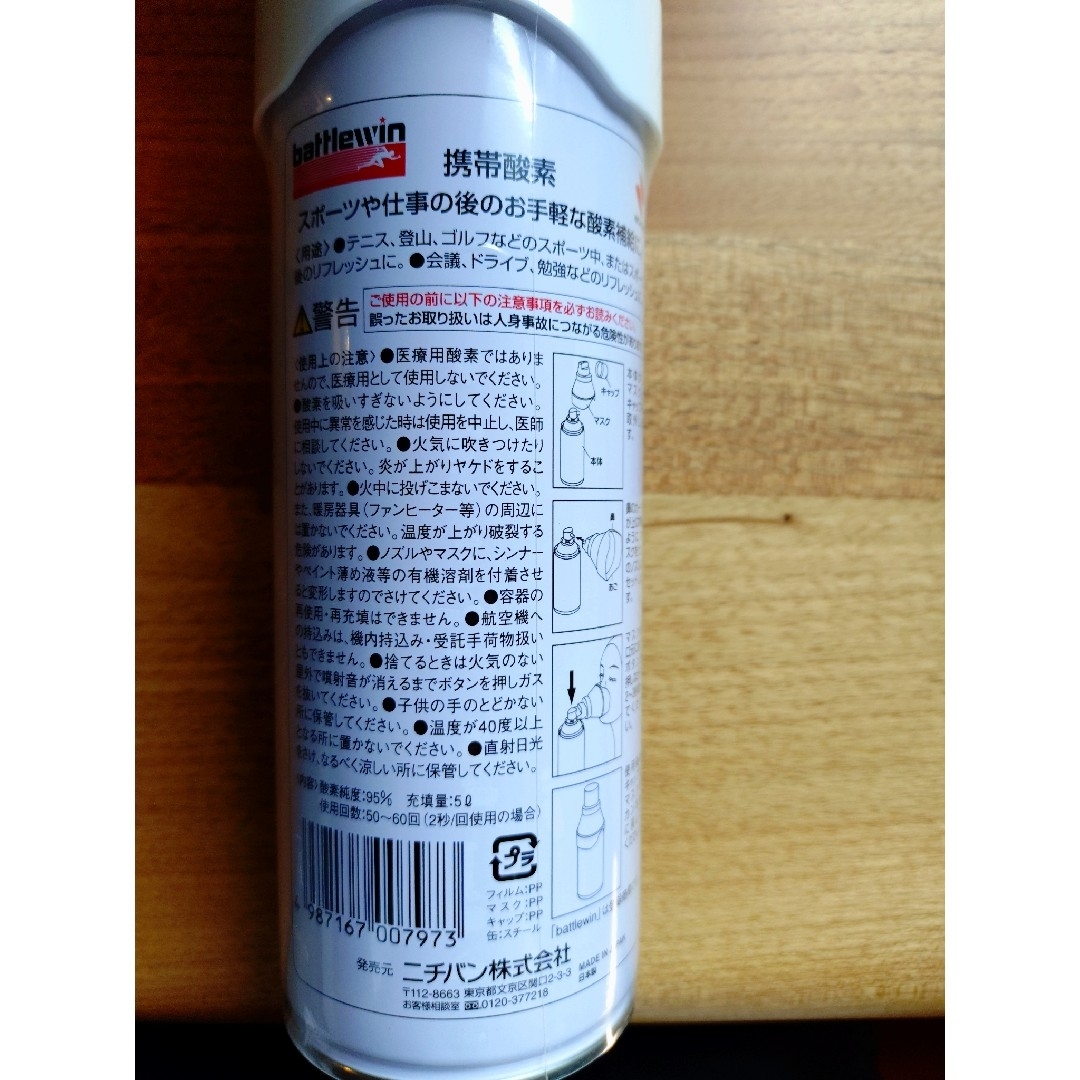 battlewin
携帯酸素
スポーツや仕事の後のお手軽な酸素補給に
〈用途〉●テニス、登山、ゴルフなどのスポーツ中、またはスポ
後のリフレッシュに。●会議、ドライブ、勉強などのリフレッシュ
警告
ご使用の前に以下の注意事項を必ずお読みください
誤ったお取り扱いは人身事故につながる危険性があり
〈使用上の注意〉●医療用酸素ではありま
せんので、医療用として使用しないでください。
●酸素を吸いすぎないようにしてください。
使用中に異常を感じた時は使用を中止し、医師
に相談してください。●火気に吹きつけたり
しないでください。炎が上がりヤケドをするこ
とがあります。●火中に投げこまないでください。
また、暖房器具(ファンヒーター等)の周辺に
は置かないでください。温度が上がり破裂する
危険があります。●ノズルやマスクに、シンナー
やペイント薄め液等の有機溶剤を付着させ
ると変形しますのでさけてください。●容器の
再使用・再充填はできません。●航空機へ
の持込みは、機内持込み・受託手荷物扱い
ともできません。●捨てるときは火気のない
屋外で噴射音が消えるまでボタンを押しガス
を抜いてください。●子供の手のとどかない
所に保管してください。●温度が40度以上
となる所に置かないでください。●直射日光
をさけ、なるべく涼しい所に保管してください。
キャップ
マスク
本体
鼻
あご
〈内容〉酸素純度:95% 充填量:5ℓ
使用回数:50〜60回(2秒/回使用の場合)
プラ
フィルム:PP
マスク:PP
キャップ:PP
缶:スチール
4 987167 007973
「battlewin」は
発売元 ニチバン株式会社
〒112-8663 東京都文京区関口2-3-3
お客様相談室 0120-377218
MADE IN JAPAN
日本製